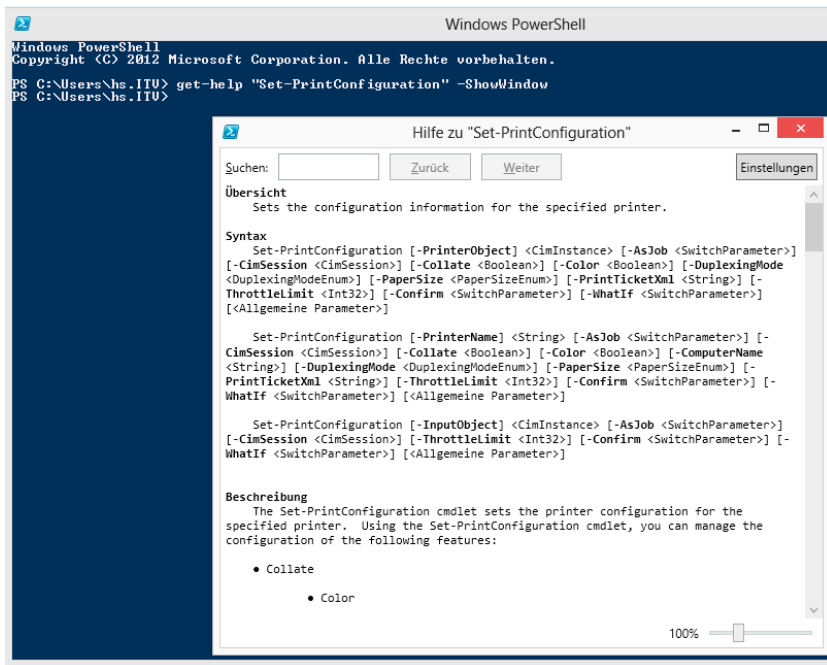 Windows PowerShell
Windows PowerShell
Copyright (C) 2012 Microsoft Corporation. Alle Rechte vorbehalten.
PS C:\Users\hs.ITV> get-help "Set-PrintConfiguration" -ShowWindow
PS C:\Users\hs.ITV>
Hilfe zu "Set-PrintConfiguration"
Suchen:
Zurück
Weiter
Einstellungen
Übersicht
Sets the configuration information for the specified printer.
Syntax
Set-PrintConfiguration [-PrinterObject] <CimInstance> [-AsJob <SwitchParameter>]
[-CimSession <CimSession>] [-Collate <Boolean>] [-Color <Boolean>] [-DuplexingMode
<DuplexingModeEnum>] [-PaperSize <PaperSizeEnum>] [-PrintTicketXml <String>] [-
ThrottleLimit <Int32>] [-Confirm <SwitchParameter>] [-WhatIf <SwitchParameter>]
[<Allgemeine Parameter>]
Set-PrintConfiguration [-PrinterName] <String> [-AsJob <SwitchParameter>] [-
CimSession <CimSession>] [-Collate <Boolean>] [-Color <Boolean>] [-ComputerName
<String>] [-DuplexingMode <DuplexingModeEnum>] [-PaperSize <PaperSizeEnum>] [-
PrintTicketXml <String>] [-ThrottleLimit <Int32>] [-Confirm <SwitchParameter>] [-
WhatIf <SwitchParameter>] [<Allgemeine Parameter>]
Set-PrintConfiguration [-InputObject] <CimInstance> [-AsJob <SwitchParameter>]
[-CimSession <CimSession>] [-ThrottleLimit <Int32>] [-Confirm <SwitchParameter>] [-
WhatIf <SwitchParameter>] [<Allgemeine Parameter>]
Beschreibung
The Set-PrintConfiguration cmdlet sets the printer configuration for the
specified printer.  Using the Set-PrintConfiguration cmdlet, you can manage the
configuration of the following features:
• Collate
• Color
100%